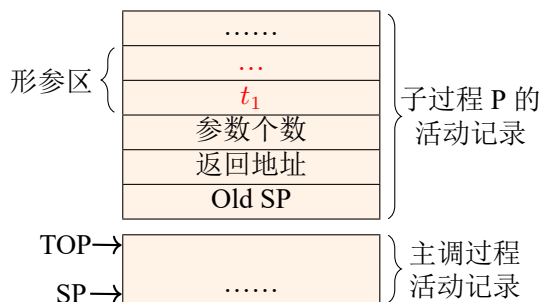 ……
…
形参区
t₁
子过程 P 的
活动记录
参数个数
返回地址
Old SP
TOP→
主调过程
活动记录
SP→
……